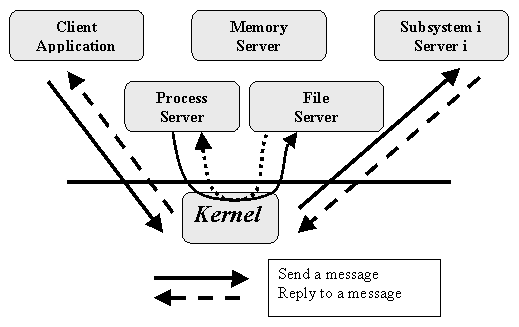 Client
Application
Memory
Server
Subsystem i
Server i
Process
Server
File
Server
Kernel
Send a message
Reply to a message